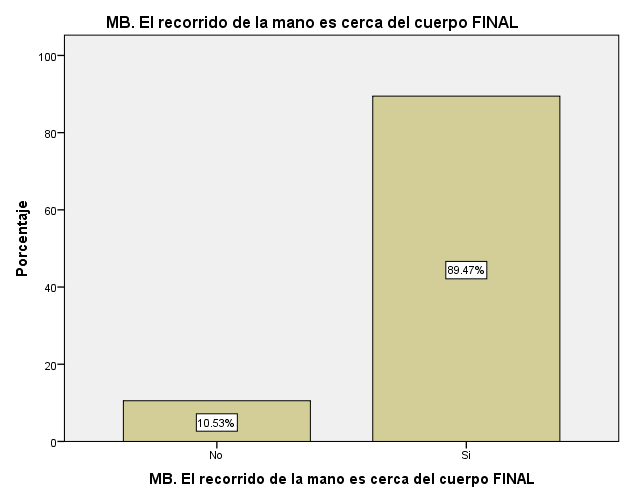 MB. El recorrido de la mano es cerca del cuerpo FINAL
Porcentaje
100
80
60
40
20
0
89.47%
10.53%
No
Si
MB. El recorrido de la mano es cerca del cuerpo FINAL